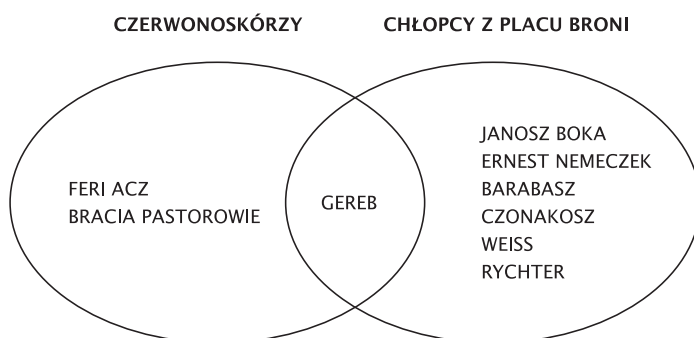 CZERWONOSKÓRZY
CHŁOPCY Z PLACU BRONI
FERI ACZ
BRACIA PASTOROWIE
GEREB
JANOSZ BOKA
ERNEST NEMECZEK
BARABASZ
CZONAKOSZ
WEISS
RYCHTER